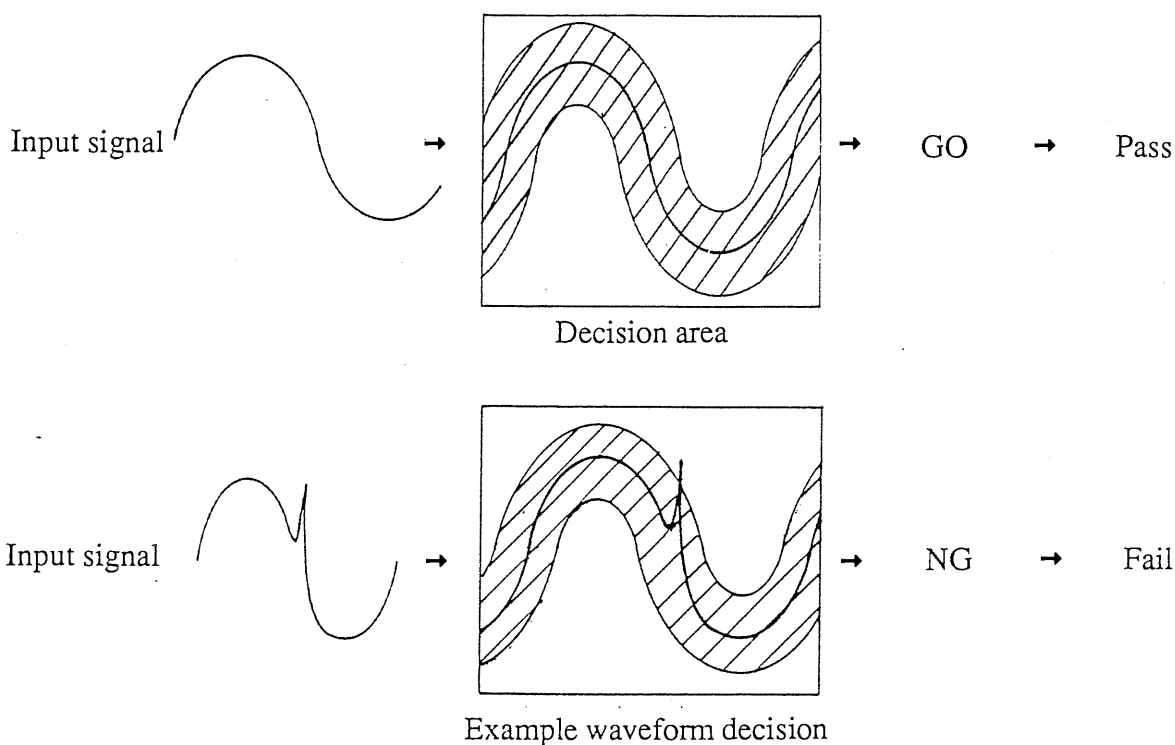 Input signal → → GO → Pass
Decision area
Input signal → → NG → Fail
Example waveform decision